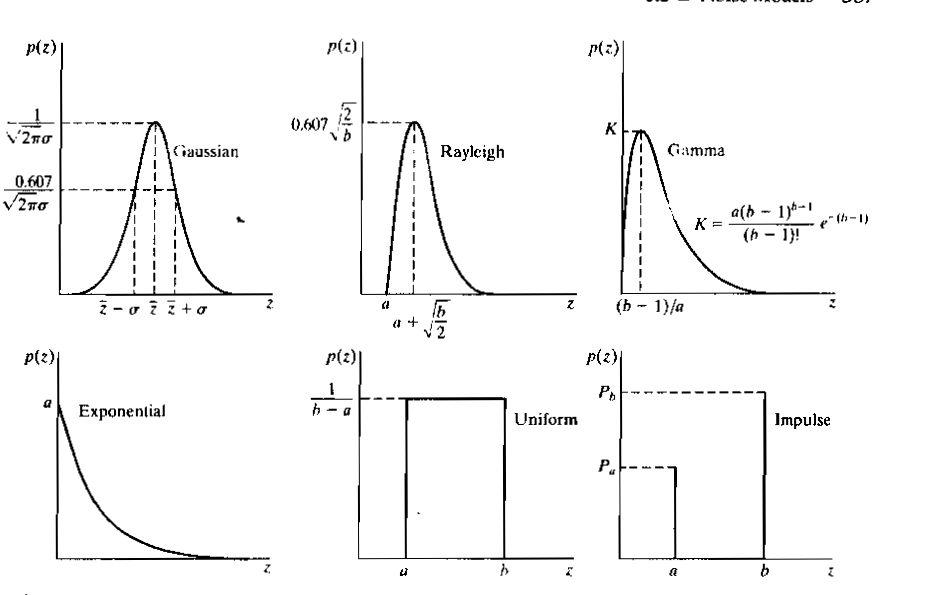 p(z)
1/√2πσ
Gaussian
0.607/√2πσ
z̄ − σ z̄ z̄ + σ z
p(z)
0.607 √2/b
Rayleigh
a z
a + √b/2
p(z)
K
Gamma
K = a(b − 1)^(b−1)/(b − 1)! e^−(b−1)
(b − 1)/a z
p(z)
a
Exponential
z
p(z)
1/b − a
Uniform
a b z
p(z)
P_b
Impulse
P_a
a b z